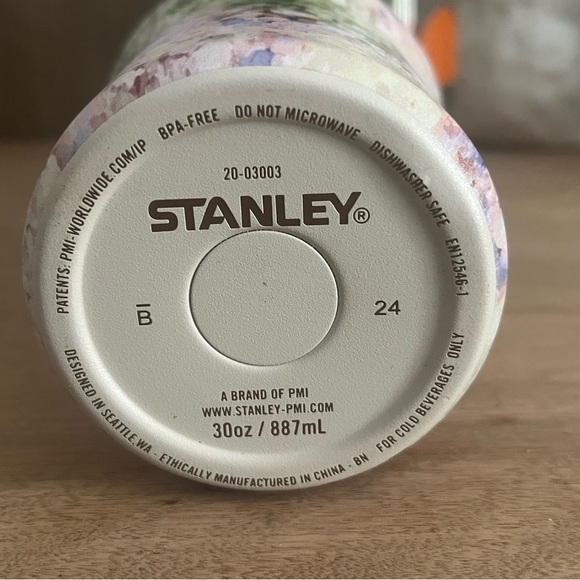 PATENTS: PMI-WORLDWIDE.COM/IP BPA-FREE DO NOT MICROWAVE DISHWASHER SAFE EN12546-1
20-03003
STANLEY®
B 24
A BRAND OF PMI
WWW.STANLEY-PMI.COM
30oz / 887mL
DESIGNED IN SEATTLE, WA - ETHICALLY MANUFACTURED IN CHINA - BN FOR COLD BEVERAGES ONLY